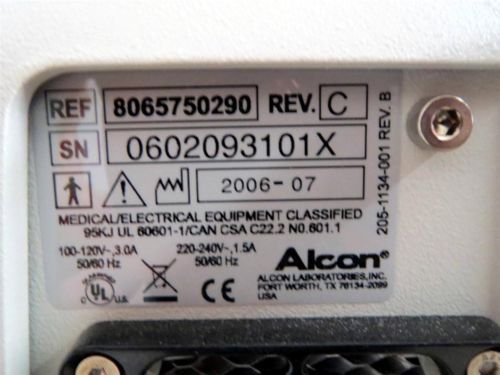 REF 8065750290 REV. C
SN 0602093101X
2006-07
MEDICAL/ELECTRICAL EQUIPMENT CLASSIFIED
95KJ UL 60601-1/CAN CSA C22.2 N0.601.1
100-120V~,3.0A 220-240V~,1.5A
50/60 Hz 50/60 Hz
Alcon®
ALCON LABORATORIES,INC.
FORT WORTH, TX 76134-2099
USA
C UL US
CE
205-1134-001 REV. B